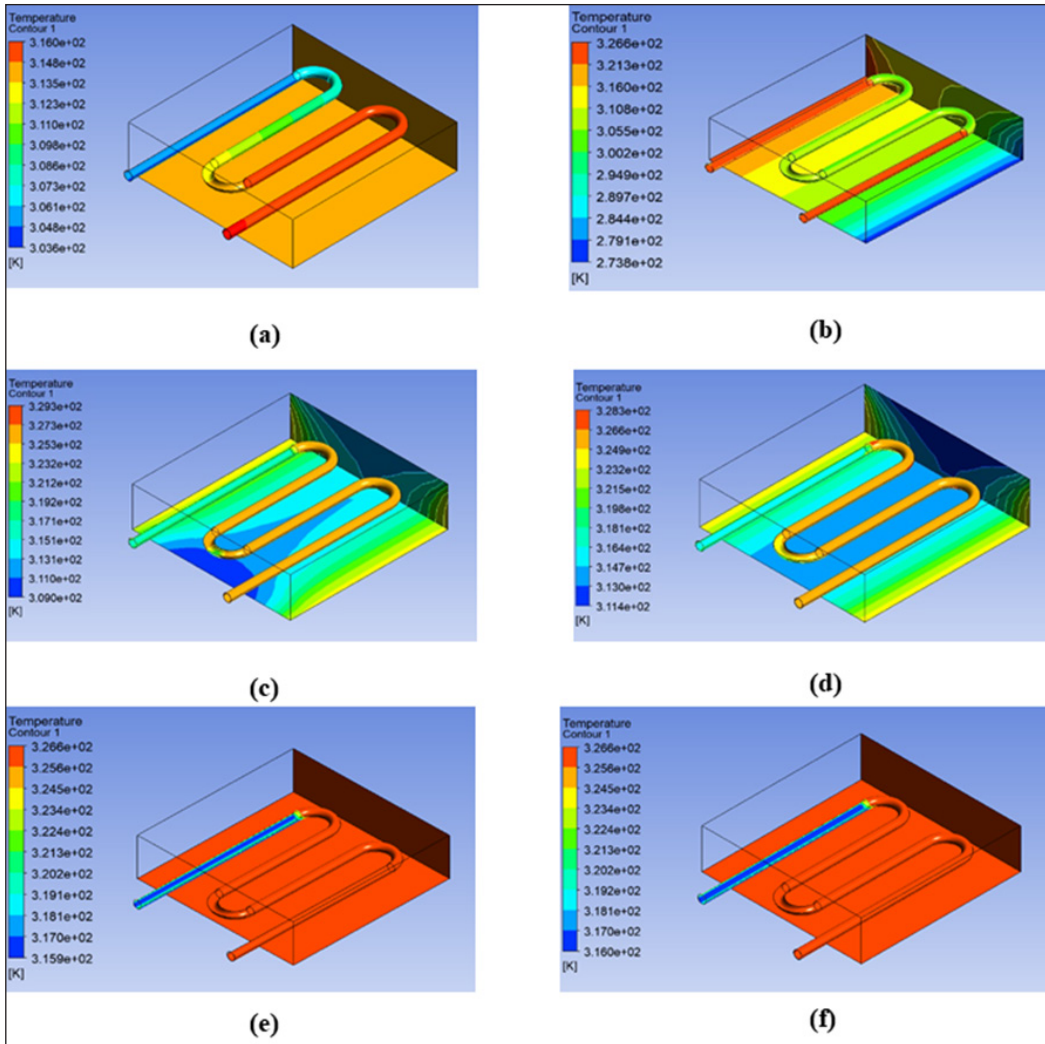 Temperature
Contour 1
3.160e+02
3.148e+02
3.135e+02
3.123e+02
3.110e+02
3.098e+02
3.086e+02
3.073e+02
3.061e+02
3.048e+02
3.036e+02
[K]
(a)
Temperature
Contour 1
3.266e+02
3.213e+02
3.160e+02
3.108e+02
3.055e+02
3.002e+02
2.949e+02
2.897e+02
2.844e+02
2.791e+02
2.738e+02
[K]
(b)
Temperature
Contour 1
3.293e+02
3.273e+02
3.253e+02
3.232e+02
3.212e+02
3.192e+02
3.171e+02
3.151e+02
3.131e+02
3.110e+02
3.090e+02
[K]
(c)
Temperature
Contour 1
3.283e+02
3.266e+02
3.249e+02
3.232e+02
3.215e+02
3.198e+02
3.181e+02
3.164e+02
3.147e+02
3.130e+02
3.114e+02
[K]
(d)
Temperature
Contour 1
3.266e+02
3.256e+02
3.245e+02
3.234e+02
3.224e+02
3.213e+02
3.202e+02
3.191e+02
3.181e+02
3.170e+02
3.159e+02
[K]
(e)
Temperature
Contour 1
3.266e+02
3.256e+02
3.245e+02
3.234e+02
3.224e+02
3.213e+02
3.202e+02
3.192e+02
3.181e+02
3.170e+02
3.160e+02
[K]
(f)